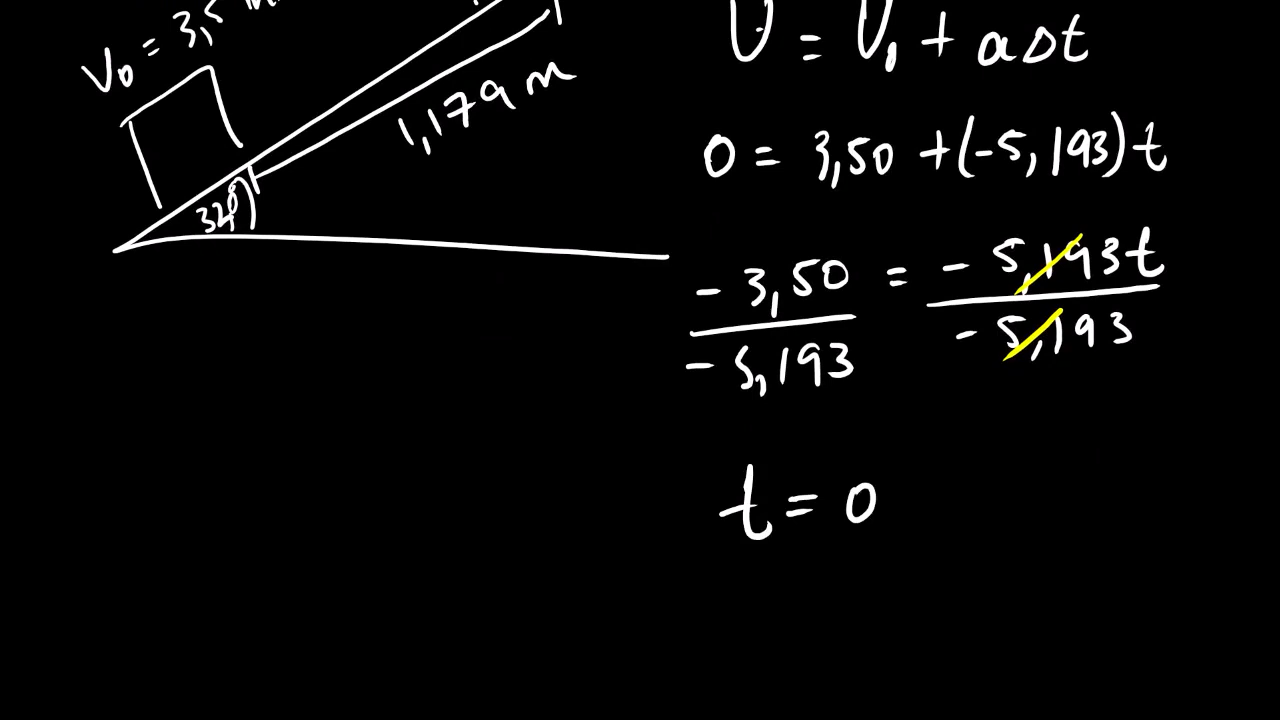 V₀ = 3,5 m
1,179 m
32°
= V₀ + aΔt
0 = 3,50 + (-5,193)t
-3,50 / -5,193 = -5,193t / -5,193
t = 0